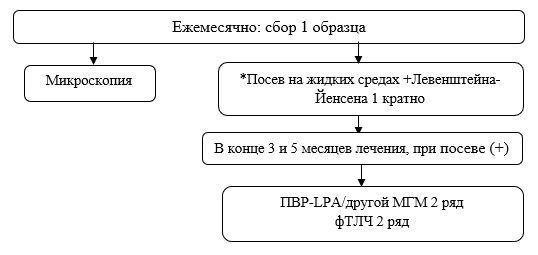 Ежемесячно: сбор 1 образца
Микроскопия
*Посев на жидких средах +Левенштейна-
Йенсена 1 кратно
В конце 3 и 5 месяцев лечения, при посеве (+)
ПВР-LPA/другой МГМ 2 ряд
фТЛЧ 2 ряд